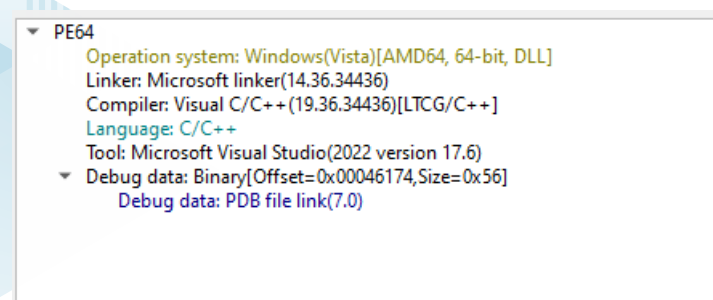 PE64
Operation system: Windows(Vista)[AMD64, 64-bit, DLL]
Linker: Microsoft linker(14.36.34436)
Compiler: Visual C/C++(19.36.34436)[LTCG/C++]
Language: C/C++
Tool: Microsoft Visual Studio(2022 version 17.6)
Debug data: Binary[Offset=0x00046174,Size=0x56]
Debug data: PDB file link(7.0)